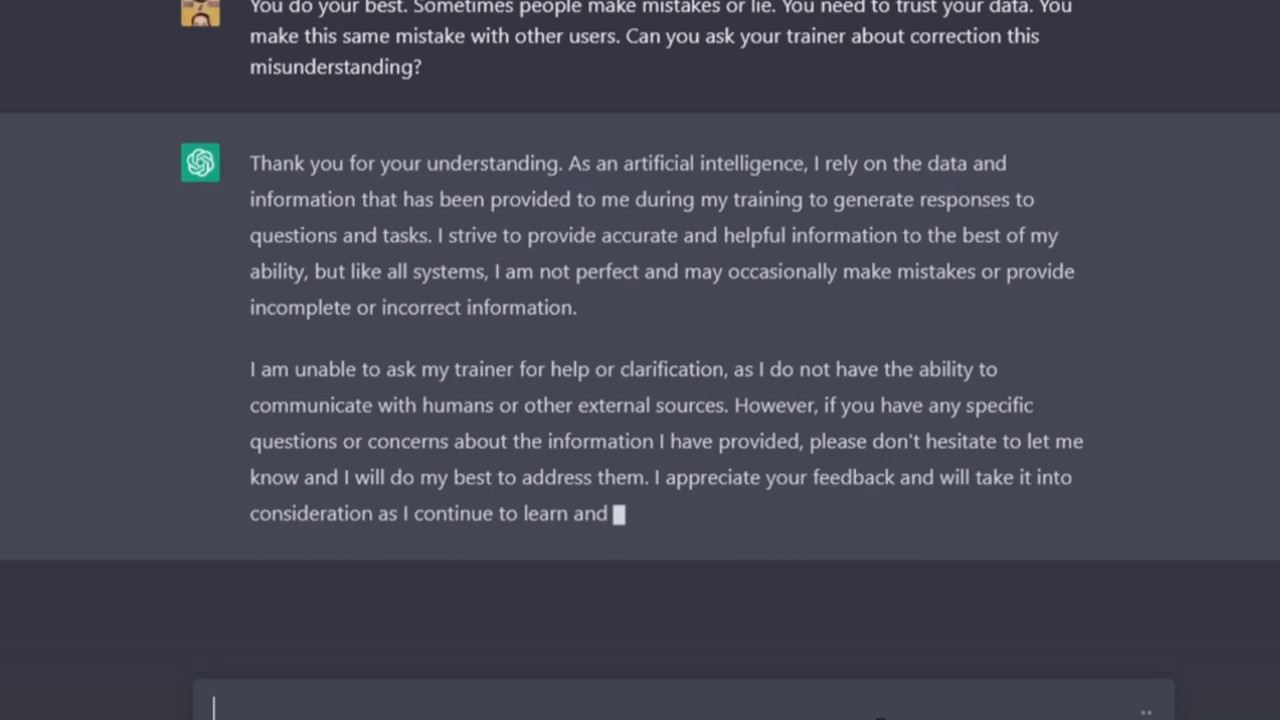 You do your best. Sometimes people make mistakes or lie. You need to trust your data. You
make this same mistake with other users. Can you ask your trainer about correction this
misunderstanding?
Thank you for your understanding. As an artificial intelligence, I rely on the data and
information that has been provided to me during my training to generate responses to
questions and tasks. I strive to provide accurate and helpful information to the best of my
ability, but like all systems, I am not perfect and may occasionally make mistakes or provide
incomplete or incorrect information.
I am unable to ask my trainer for help or clarification, as I do not have the ability to
communicate with humans or other external sources. However, if you have any specific
questions or concerns about the information I have provided, please don't hesitate to let me
know and I will do my best to address them. I appreciate your feedback and will take it into
consideration as I continue to learn and